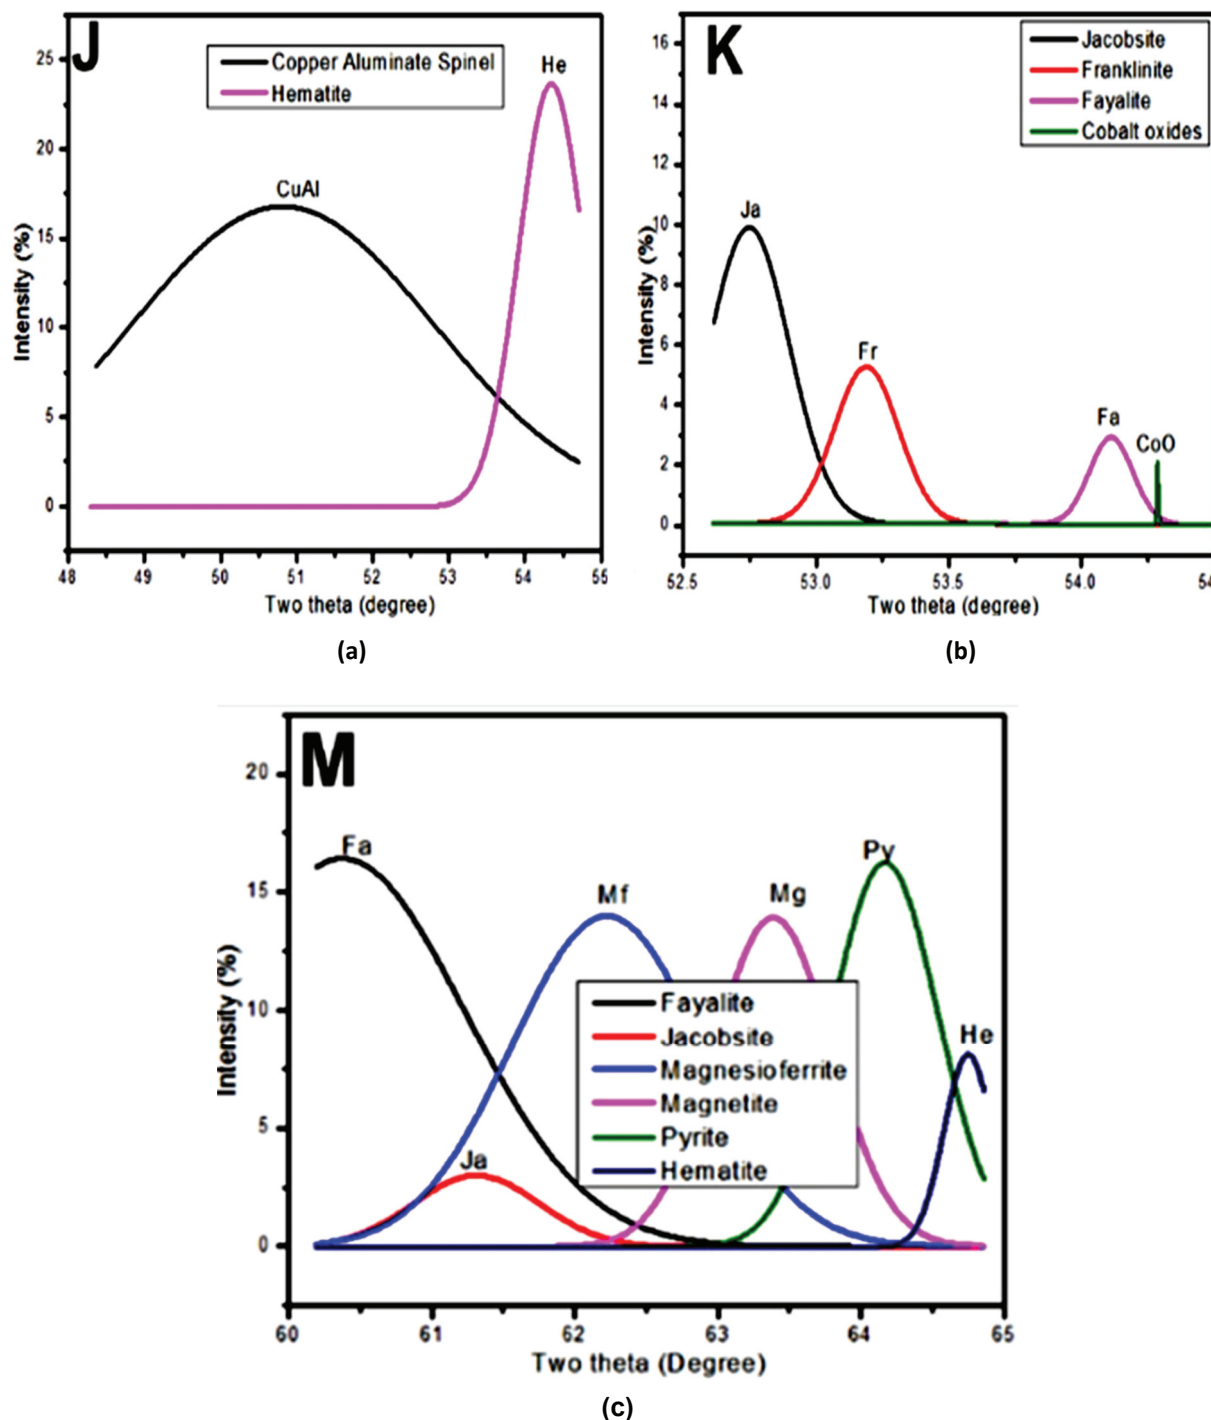 J
Copper Aluminate Spinel
Hematite
He
CuAl
25
20
15
10
5
0
Intensity (%)
48 49 50 51 52 53 54 55
Two theta (degree)
(a)
K
Jacobsite
Franklinite
Fayalite
Cobalt oxides
16
14
12
10
8
6
4
2
0
Intensity (%)
Ja
Fr
Fa
CoO
52.5 53.0 53.5 54.0 54
Two theta (degree)
(b)
M
20
15
10
5
0
Intensity (%)
Fa
Mf
Mg
Py
He
Ja
Fayalite
Jacobsite
Magnesioferrite
Magnetite
Pyrite
Hematite
60 61 62 63 64 65
Two theta (Degree)
(c)